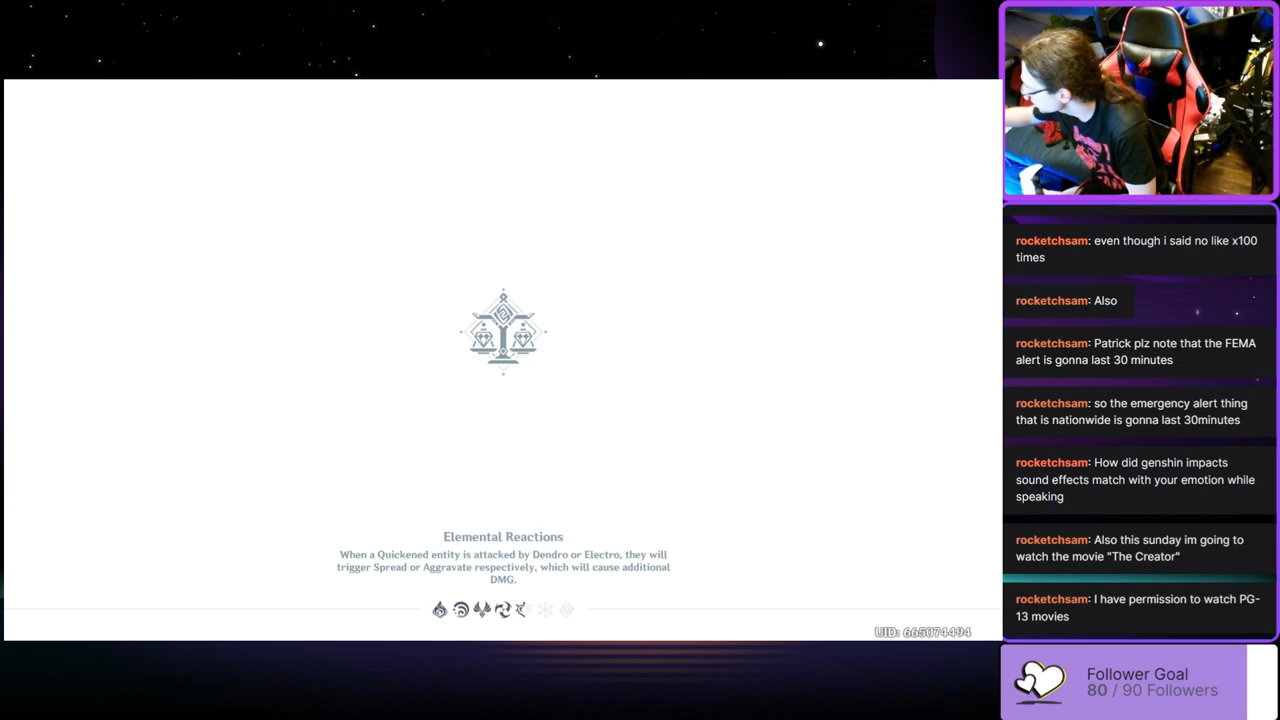 rocketchsam: even though i said no like x100
times
rocketchsam: Also
rocketchsam: Patrick plz note that the FEMA
alert is gonna last 30 minutes
rocketchsam: so the emergency alert thing
that is nationwide is gonna last 30minutes
rocketchsam: How did genshin impacts
sound effects match with your emotion while
speaking
rocketchsam: Also this sunday im going to
watch the movie "The Creator"
rocketchsam: I have permission to watch PG-
13 movies
Elemental Reactions
When a Quickened entity is attacked by Dendro or Electro, they will
trigger Spread or Aggravate respectively, which will cause additional
DMG.
UID: 665074494
Follower Goal
80 / 90 Followers